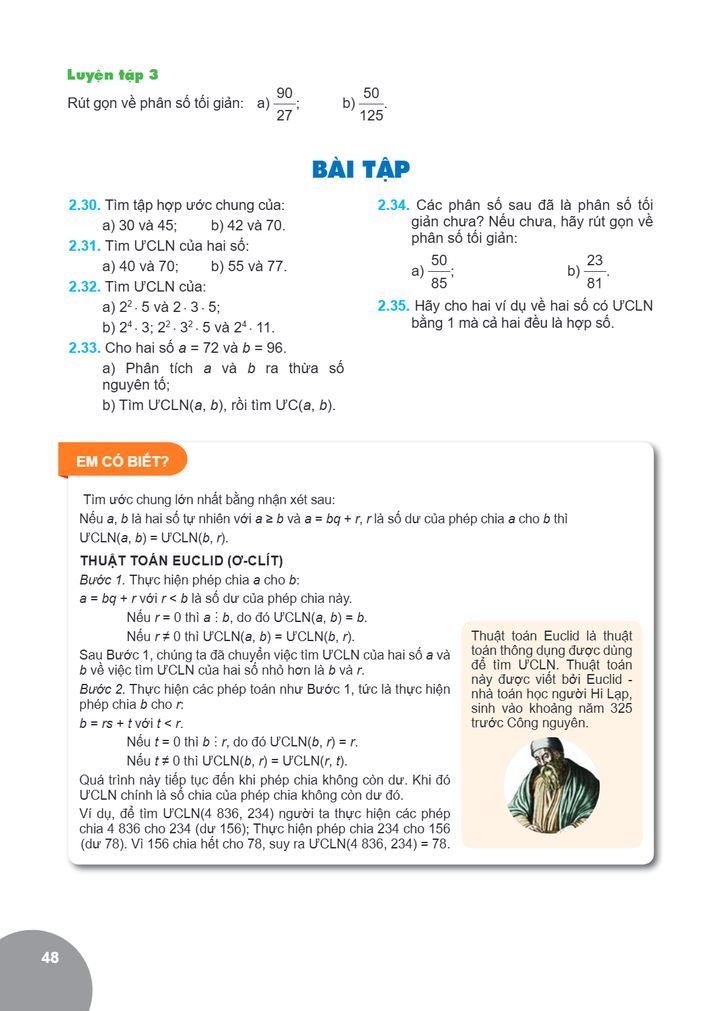 Luyện tập 3
Rút gọn về phân số tối giản: a) 90/27; b) 50/125.
BÀI TẬP
2.30. Tìm tập hợp ước chung của:
a) 30 và 45; b) 42 và 70.
2.31. Tìm ƯCLN của hai số:
a) 40 và 70; b) 55 và 77.
2.32. Tìm ƯCLN của:
a) 2² · 5 và 2 · 3 · 5;
b) 2⁴ · 3; 2² · 3² · 5 và 2⁴ · 11.
2.33. Cho hai số a = 72 và b = 96.
a) Phân tích a và b ra thừa số
nguyên tố;
b) Tìm ƯCLN(a, b), rồi tìm ƯC(a, b).
2.34. Các phân số sau đã là phân số tối
giản chưa? Nếu chưa, hãy rút gọn về
phân số tối giản:
a) 50/85; b) 23/81.
2.35. Hãy cho hai ví dụ về hai số có ƯCLN
bằng 1 mà cả hai đều là hợp số.
EM CÓ BIẾT?
Tìm ước chung lớn nhất bằng nhận xét sau:
Nếu a, b là hai số tự nhiên với a ≥ b và a = bq + r, r là số dư của phép chia a cho b thì
ƯCLN(a, b) = ƯCLN(b, r).
THUẬT TOÁN EUCLID (Ơ-CLÍT)
Bước 1. Thực hiện phép chia a cho b:
a = bq + r với r < b là số dư của phép chia này.
Nếu r = 0 thì a ⋮ b, do đó ƯCLN(a, b) = b.
Nếu r ≠ 0 thì ƯCLN(a, b) = ƯCLN(b, r).
Sau Bước 1, chúng ta đã chuyển việc tìm ƯCLN của hai số a và
b về việc tìm ƯCLN của hai số nhỏ hơn là b và r.
Bước 2. Thực hiện các phép toán như Bước 1, tức là thực hiện
phép chia b cho r:
b = rs + t với t < r.
Nếu t = 0 thì b ⋮ r, do đó ƯCLN(b, r) = r.
Nếu t ≠ 0 thì ƯCLN(b, r) = ƯCLN(r, t).
Quá trình này tiếp tục đến khi phép chia không còn dư. Khi đó
ƯCLN chính là số chia của phép chia không còn dư đó.
Ví dụ, để tìm ƯCLN(4 836, 234) người ta thực hiện các phép
chia 4 836 cho 234 (dư 156); Thực hiện phép chia 234 cho 156
(dư 78). Vì 156 chia hết cho 78, suy ra ƯCLN(4 836, 234) = 78.
Thuật toán Euclid là thuật
toán thông dụng được dùng
để tìm ƯCLN. Thuật toán
này được viết bởi Euclid -
nhà toán học người Hi Lạp,
sinh vào khoảng năm 325
trước Công nguyên.
48